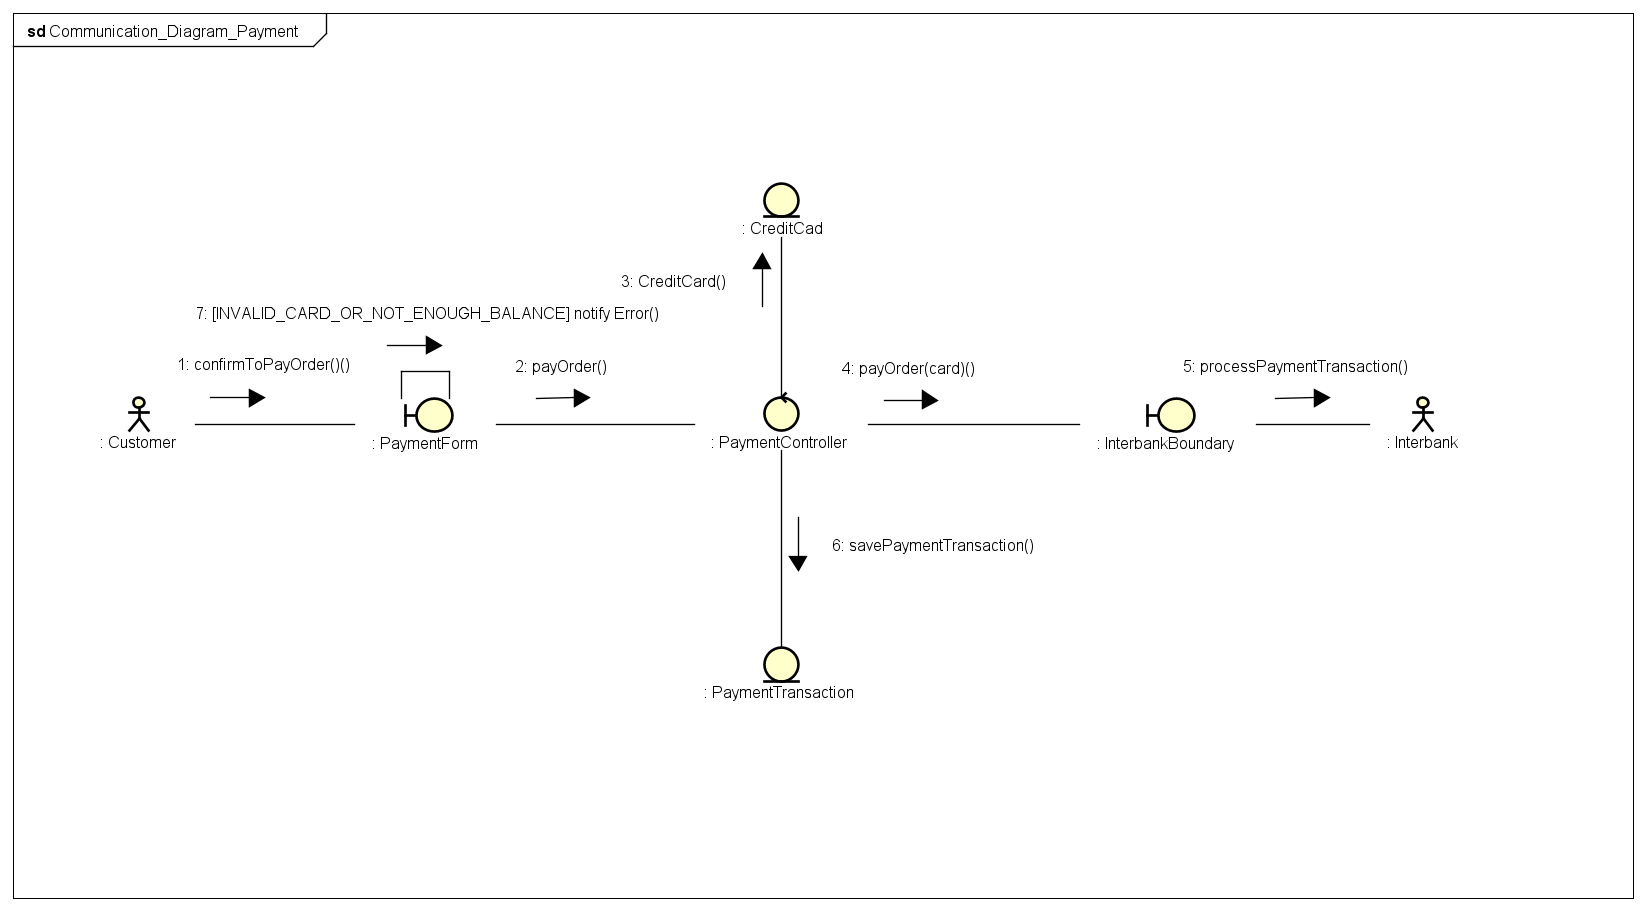 sd Communication_Diagram_Payment
: CreditCad
3: CreditCard()
7: [INVALID_CARD_OR_NOT_ENOUGH_BALANCE] notify Error()
1: confirmToPayOrder()()
2: payOrder()
4: payOrder(card)()
5: processPaymentTransaction()
: Customer
: PaymentForm
: PaymentController
: InterbankBoundary
: Interbank
6: savePaymentTransaction()
: PaymentTransaction